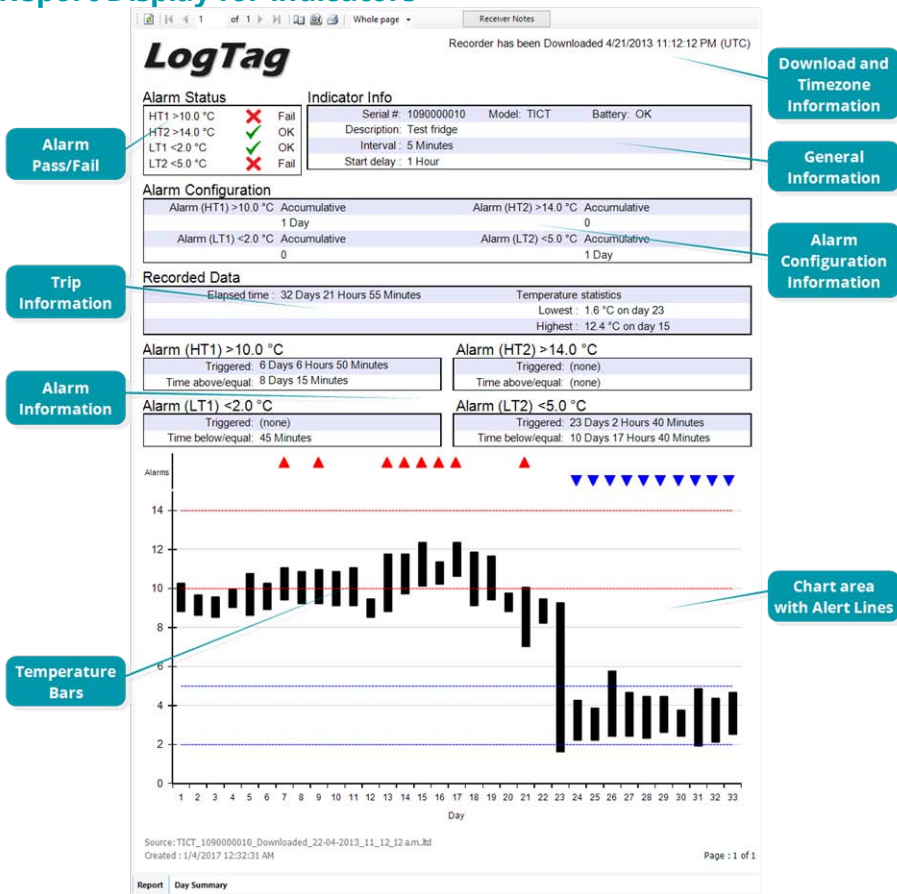 Report Display for Indicators
1 of 1 Whole page Receiver Notes
LogTag
Recorder has been Downloaded 4/21/2013 11:12:12 PM (UTC)
Download and Timezone Information
Alarm Status
HT1 >10.0 °C Fail
HT2 >14.0 °C OK
LT1 <2.0 °C OK
LT2 <5.0 °C Fail
Alarm Pass/Fail
Indicator Info
Serial #: 1090000010 Model: TICT Battery: OK
Description: Test fridge
Interval : 5 Minutes
Start delay : 1 Hour
General Information
Alarm Configuration
Alarm (HT1) >10.0 °C Accumulative Alarm (HT2) >14.0 °C Accumulative
1 Day 0
Alarm (LT1) <2.0 °C Accumulative Alarm (LT2) <5.0 °C Accumulative
0 1 Day
Alarm Configuration Information
Recorded Data
Elapsed time : 32 Days 21 Hours 55 Minutes Temperature statistics
Lowest : 1.6 °C on day 23
Highest : 12.4 °C on day 15
Trip Information
Alarm (HT1) >10.0 °C
Triggered: 6 Days 6 Hours 50 Minutes
Time above/equal: 8 Days 15 Minutes
Alarm (HT2) >14.0 °C
Triggered: (none)
Time above/equal: (none)
Alarm Information
Alarm (LT1) <2.0 °C
Triggered: (none)
Time below/equal: 45 Minutes
Alarm (LT2) <5.0 °C
Triggered: 23 Days 2 Hours 40 Minutes
Time below/equal: 10 Days 17 Hours 40 Minutes
Alarms
14
12
10
8
6
4
2
0
1 2 3 4 5 6 7 8 9 10 11 12 13 14 15 16 17 18 19 20 21 22 23 24 25 26 27 28 29 30 31 32 33
Day
Chart area with Alert Lines
Temperature Bars
Source: TICT_1090000010_Downloaded_22-04-2013_11_12_12 a.m..ltd
Created : 1/4/2017 12:32:31 AM
Page : 1 of 1
Report Day Summary